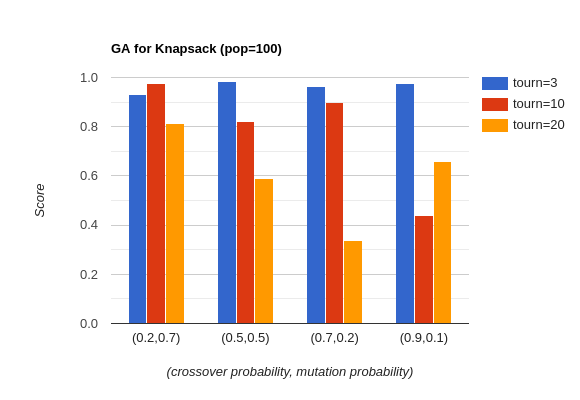 GA for Knapsack (pop=100)
1.0
0.8
0.6
0.4
0.2
0.0
Score
(0.2,0.7)
(0.5,0.5)
(0.7,0.2)
(0.9,0.1)
(crossover probability, mutation probability)
tourn=3
tourn=10
tourn=20